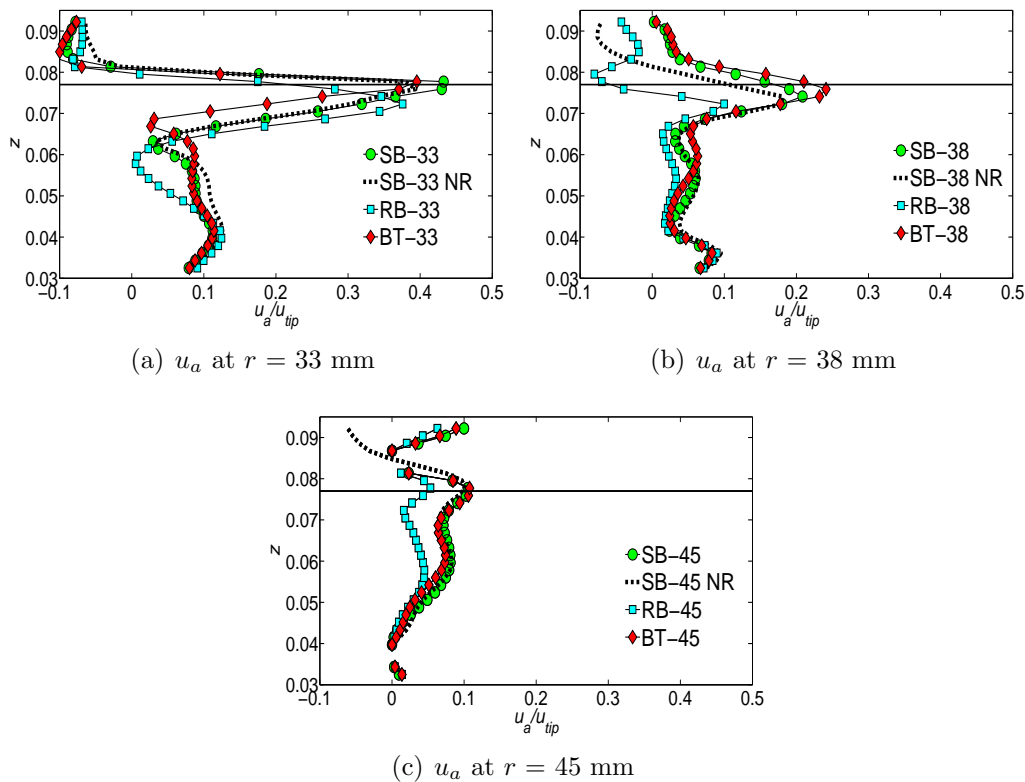 0.09
0.08
0.07
0.06
0.05
0.04
0.03
z
−0.1 0 0.1 0.2 0.3 0.4 0.5
u_a/u_tip
SB−33
SB−33 NR
RB−33
BT−33
(a) u_a at r = 33 mm
0.09
0.08
0.07
0.06
0.05
0.04
0.03
z
−0.1 0 0.1 0.2 0.3 0.4 0.5
u_a/u_tip
SB−38
SB−38 NR
RB−38
BT−38
(b) u_a at r = 38 mm
0.09
0.08
0.07
0.06
0.05
0.04
0.03
z
−0.1 0 0.1 0.2 0.3 0.4 0.5
u_a/u_tip
SB−45
SB−45 NR
RB−45
BT−45
(c) u_a at r = 45 mm